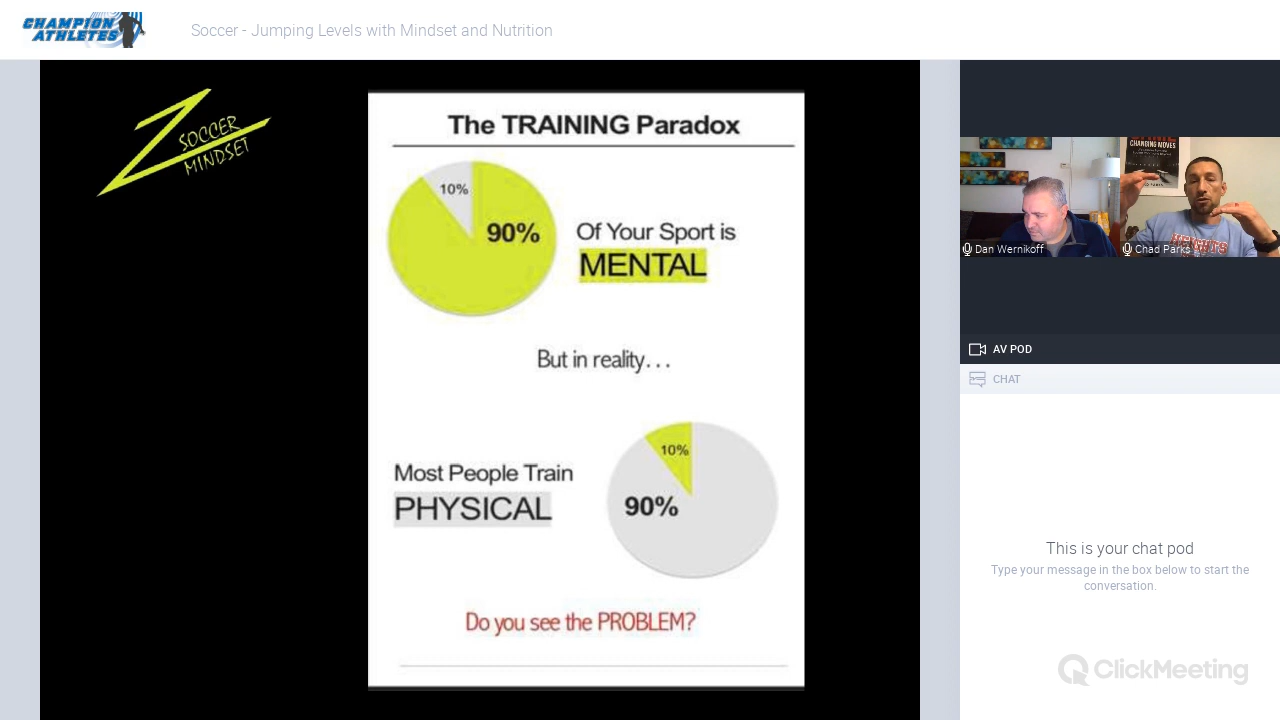 CHAMPION
ATHLETES
Soccer - Jumping Levels with Mindset and Nutrition
SOCCER
MINDSET
The TRAINING Paradox
10%
90%
Of Your Sport is
MENTAL
But in reality...
Most People Train
PHYSICAL
10%
90%
Do you see the PROBLEM?
CHANGING MOVES
Dan Wernikoff
Chad Parks
HEIGHTS
AV POD
CHAT
This is your chat pod
Type your message in the box below to start the
conversation.
ClickMeeting